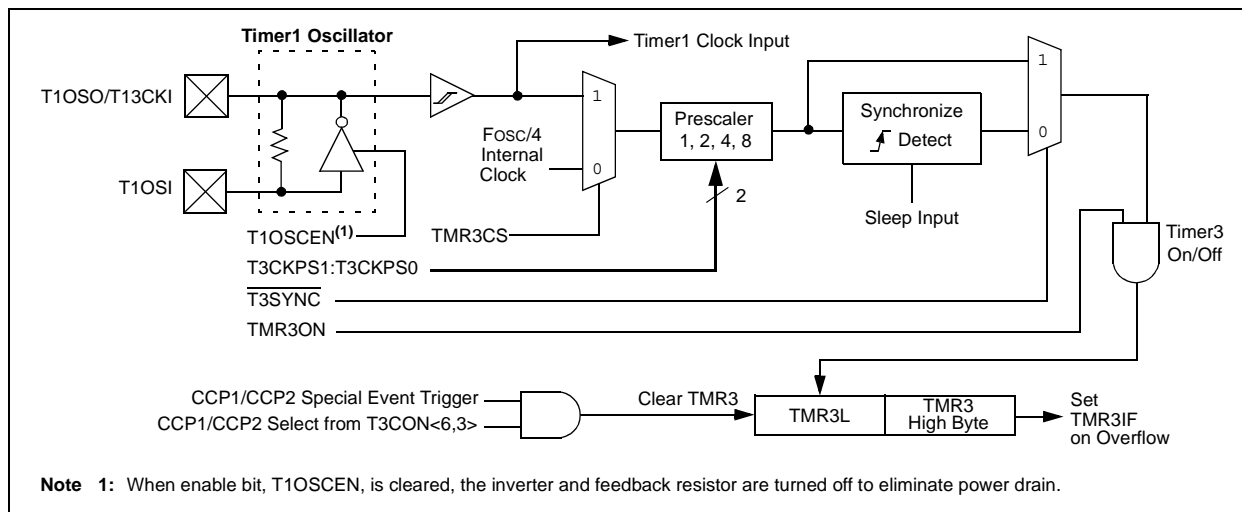 Timer1 Oscillator
Timer1 Clock Input
T1OSO/T13CKI
1
1
FOSC/4
Internal
Clock
0
Prescaler
1, 2, 4, 8
Synchronize
Detect
0
T1OSI
2
Sleep Input
T1OSCEN(1)
TMR3CS
Timer3
On/Off
T3CKPS1:T3CKPS0
T3SYNC
TMR3ON
CCP1/CCP2 Special Event Trigger
CCP1/CCP2 Select from T3CON<6,3>
Clear TMR3
TMR3L
TMR3
High Byte
Set
TMR3IF
on Overflow
Note 1: When enable bit, T1OSCEN, is cleared, the inverter and feedback resistor are turned off to eliminate power drain.